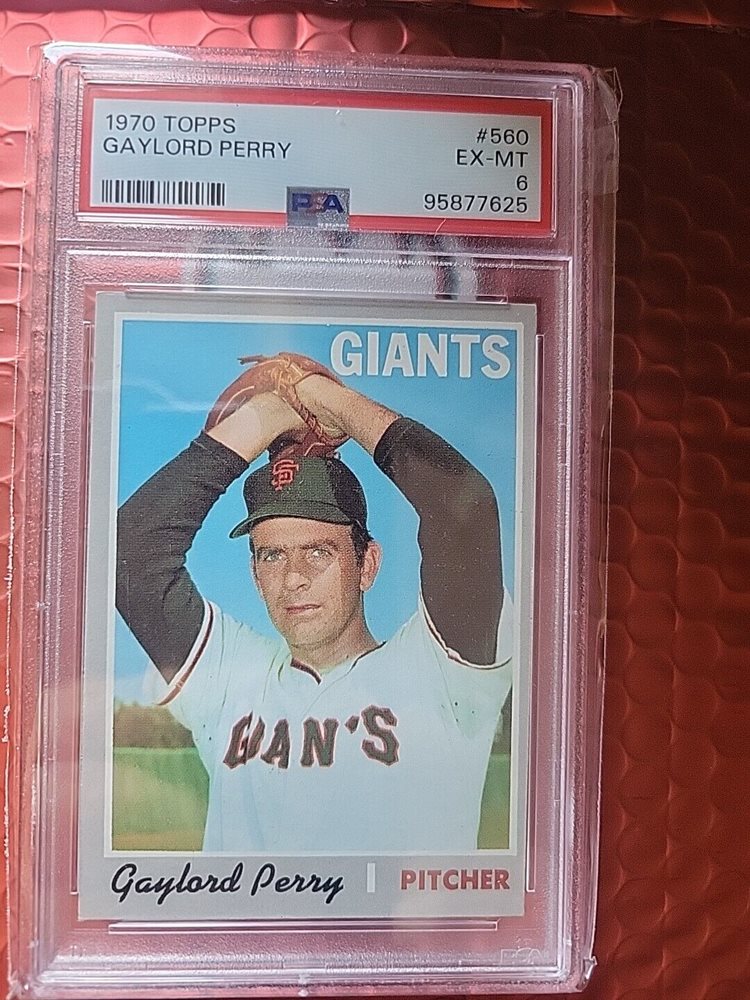 1970 TOPPS
GAYLORD PERRY
#560
EX-MT
6
95877625
PSA
GIANTS
SF
GIAN'S
Gaylord Perry
PITCHER